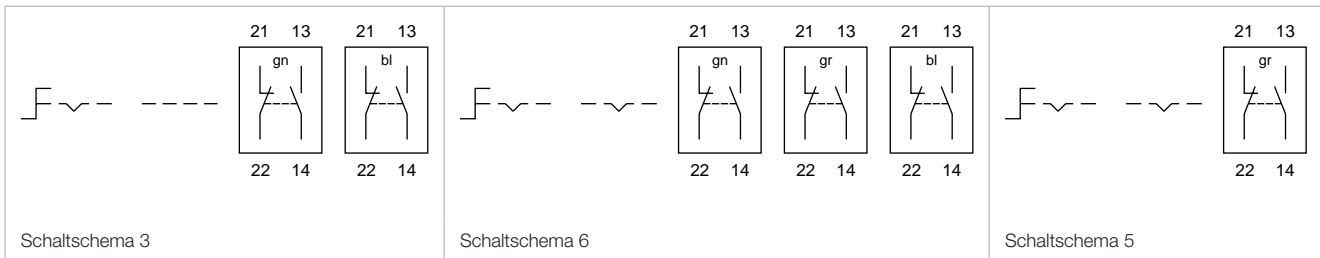 21 13 21 13
gn bl
22 14 22 14
Schaltschema 3
21 13 21 13 21 13
gn gr bl
22 14 22 14 22 14
Schaltschema 6
21 13
gr
22 14
Schaltschema 5